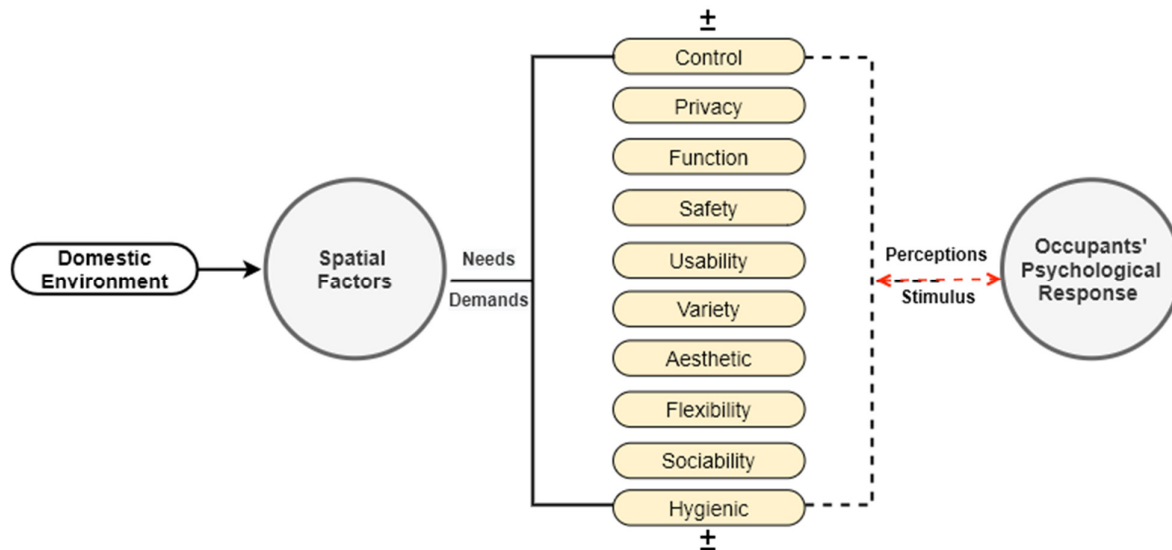 Domestic
Environment
Spatial
Factors
Needs
Demands
±
Control
Privacy
Function
Safety
Usability
Variety
Aesthetic
Flexibility
Sociability
Hygienic
±
Perceptions
Stimulus
Occupants'
Psychological
Response